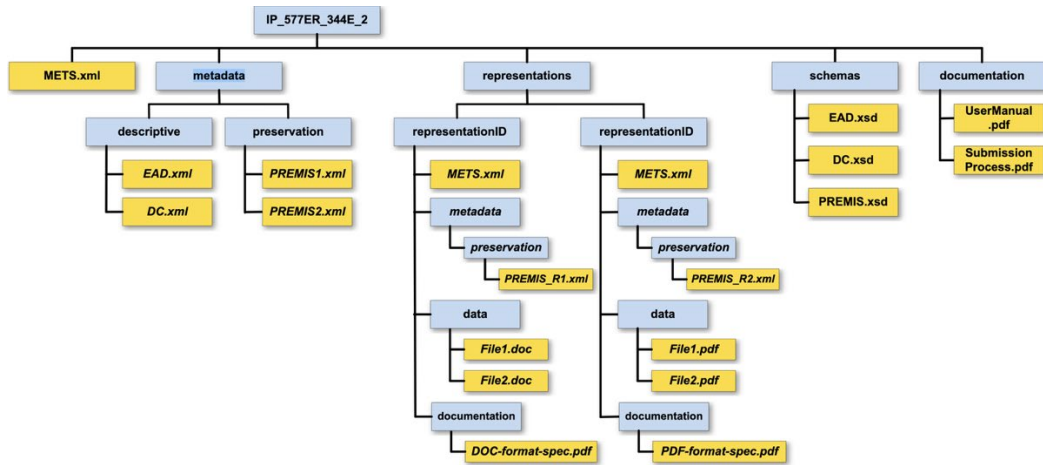 IP_577ER_344E_2
METS.xml
metadata
representations
schemas
documentation
descriptive
preservation
representationID
representationID
EAD.xsd
UserManual
.pdf
EAD.xml
PREMIS1.xml
METS.xml
METS.xml
DC.xsd
Submission
Process.pdf
DC.xml
PREMIS2.xml
metadata
metadata
PREMIS.xsd
preservation
preservation
PREMIS_R1.xml
PREMIS_R2.xml
data
data
File1.doc
File1.pdf
File2.doc
File2.pdf
documentation
documentation
DOC-format-spec.pdf
PDF-format-spec.pdf